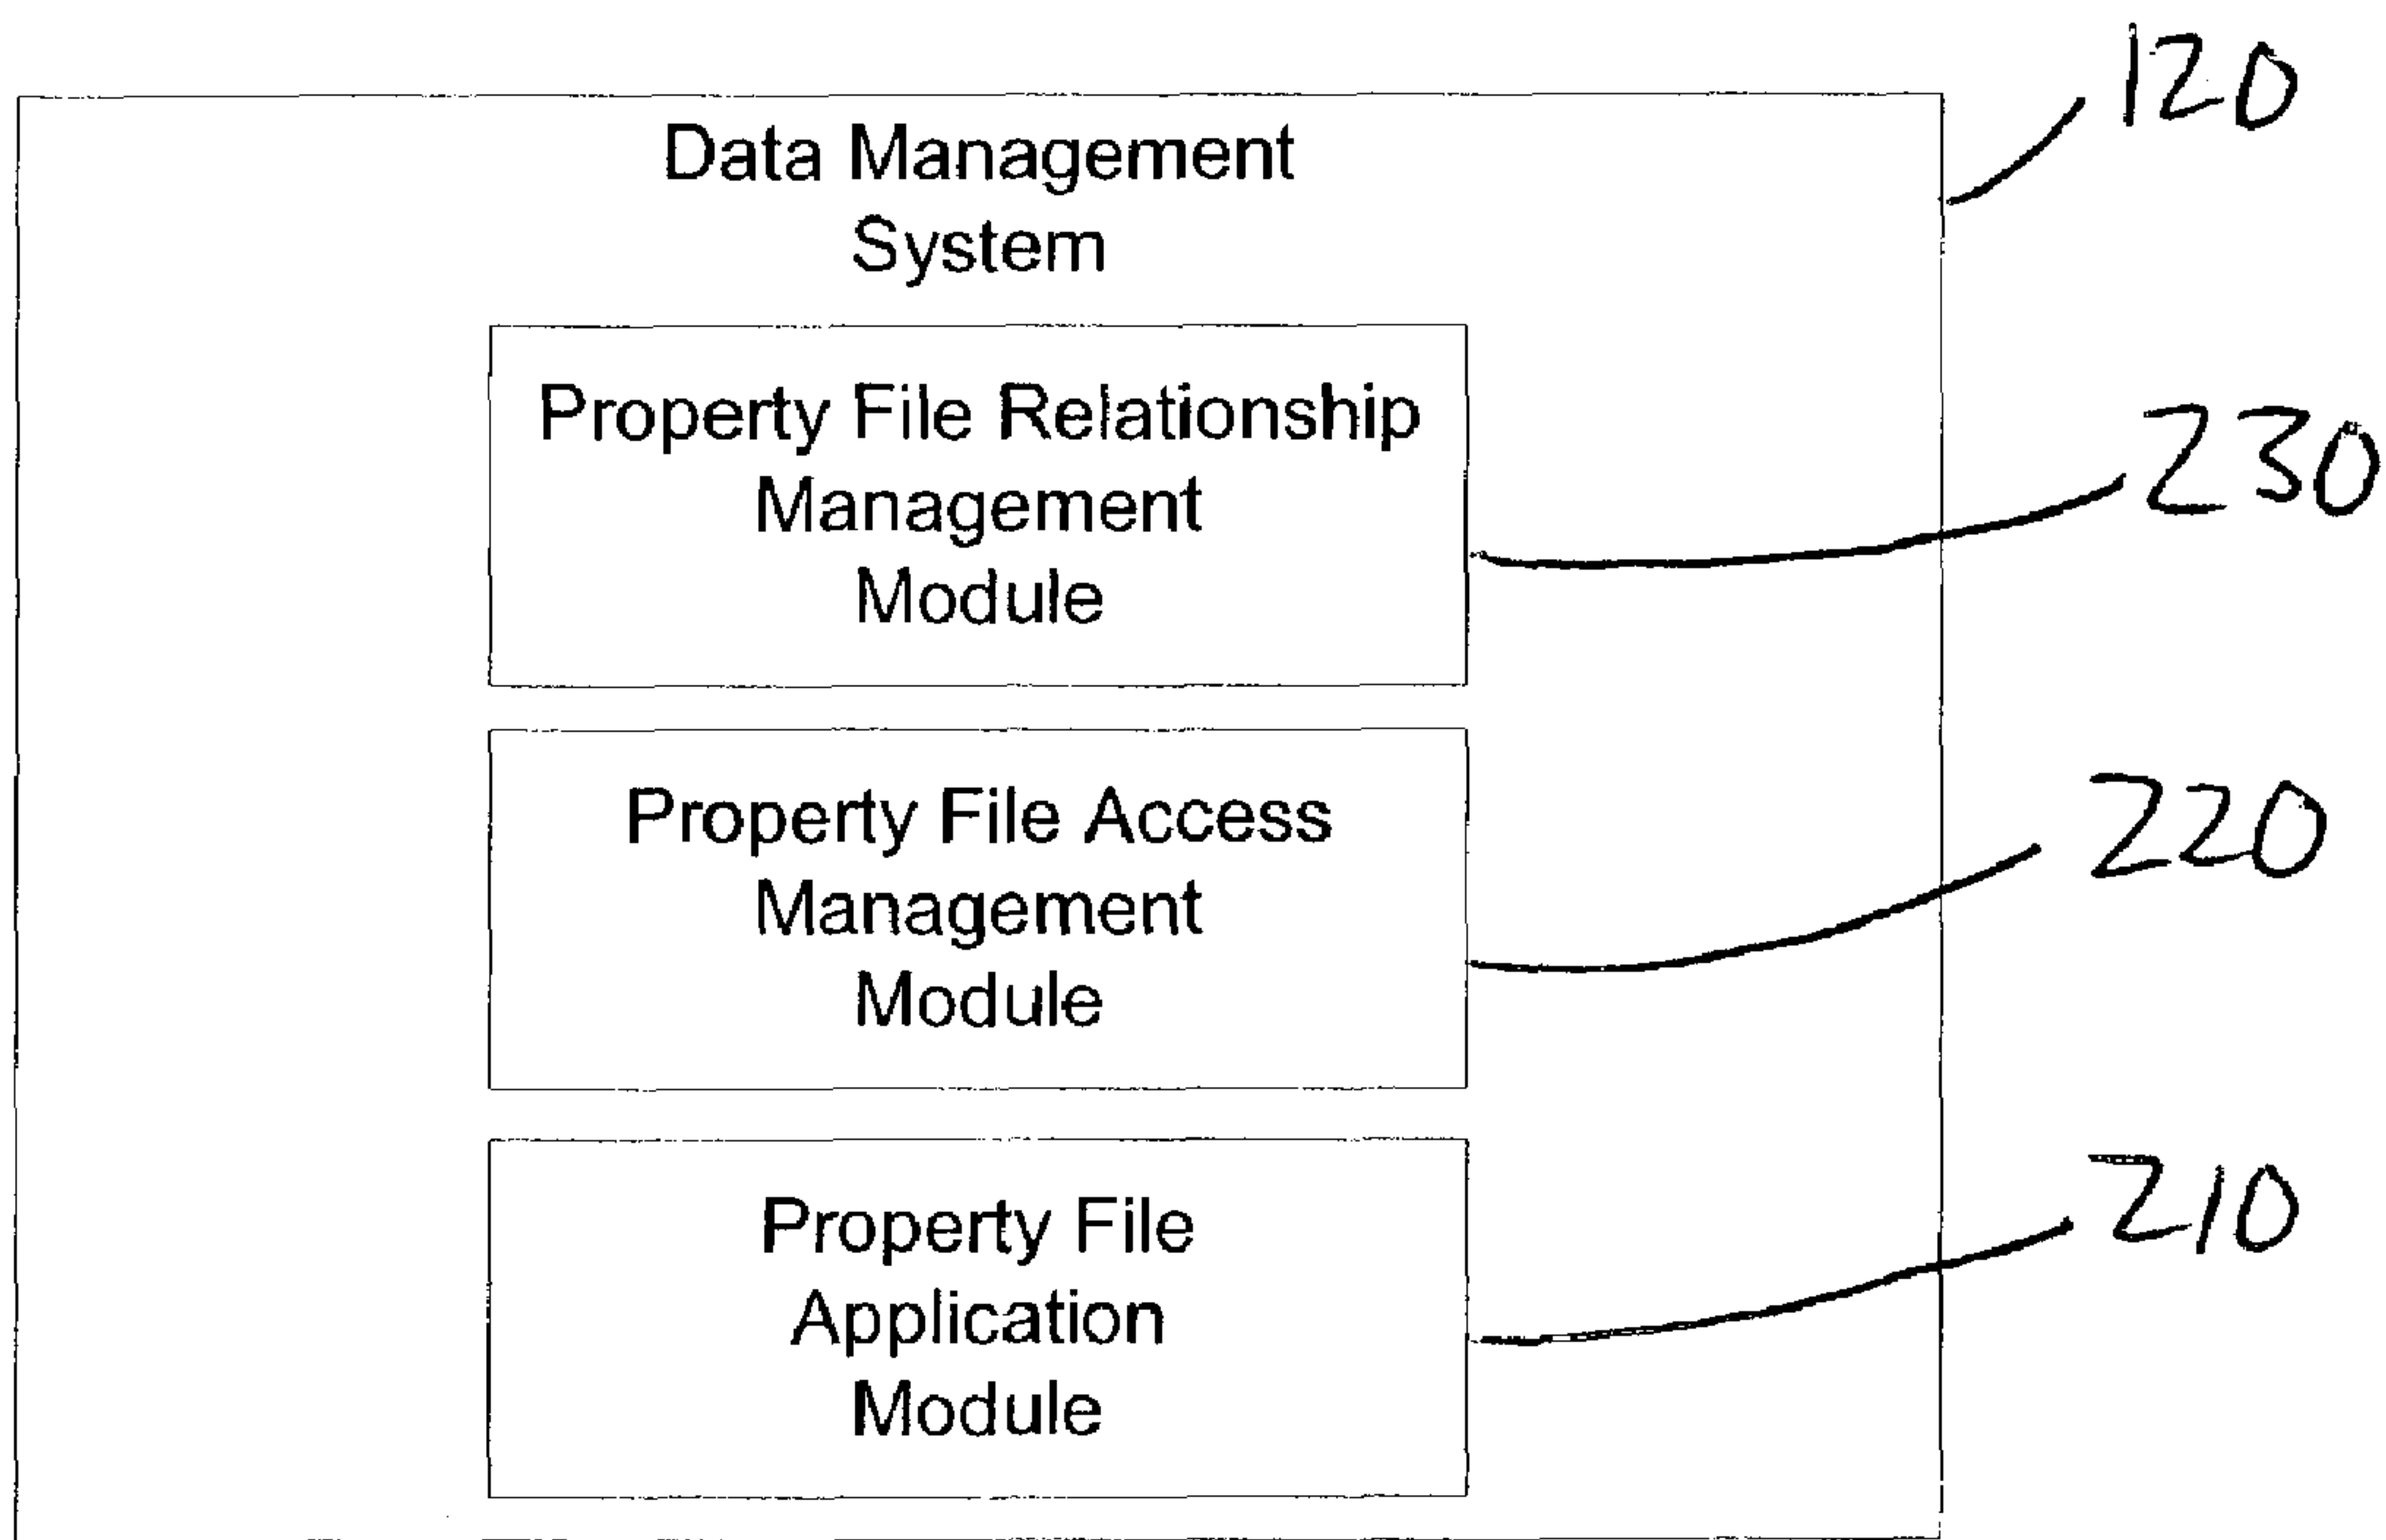 120
Data Management
System
Property File Relationship
Management
Module
230
Property File Access
Management
Module
220
Property File
Application
Module
210